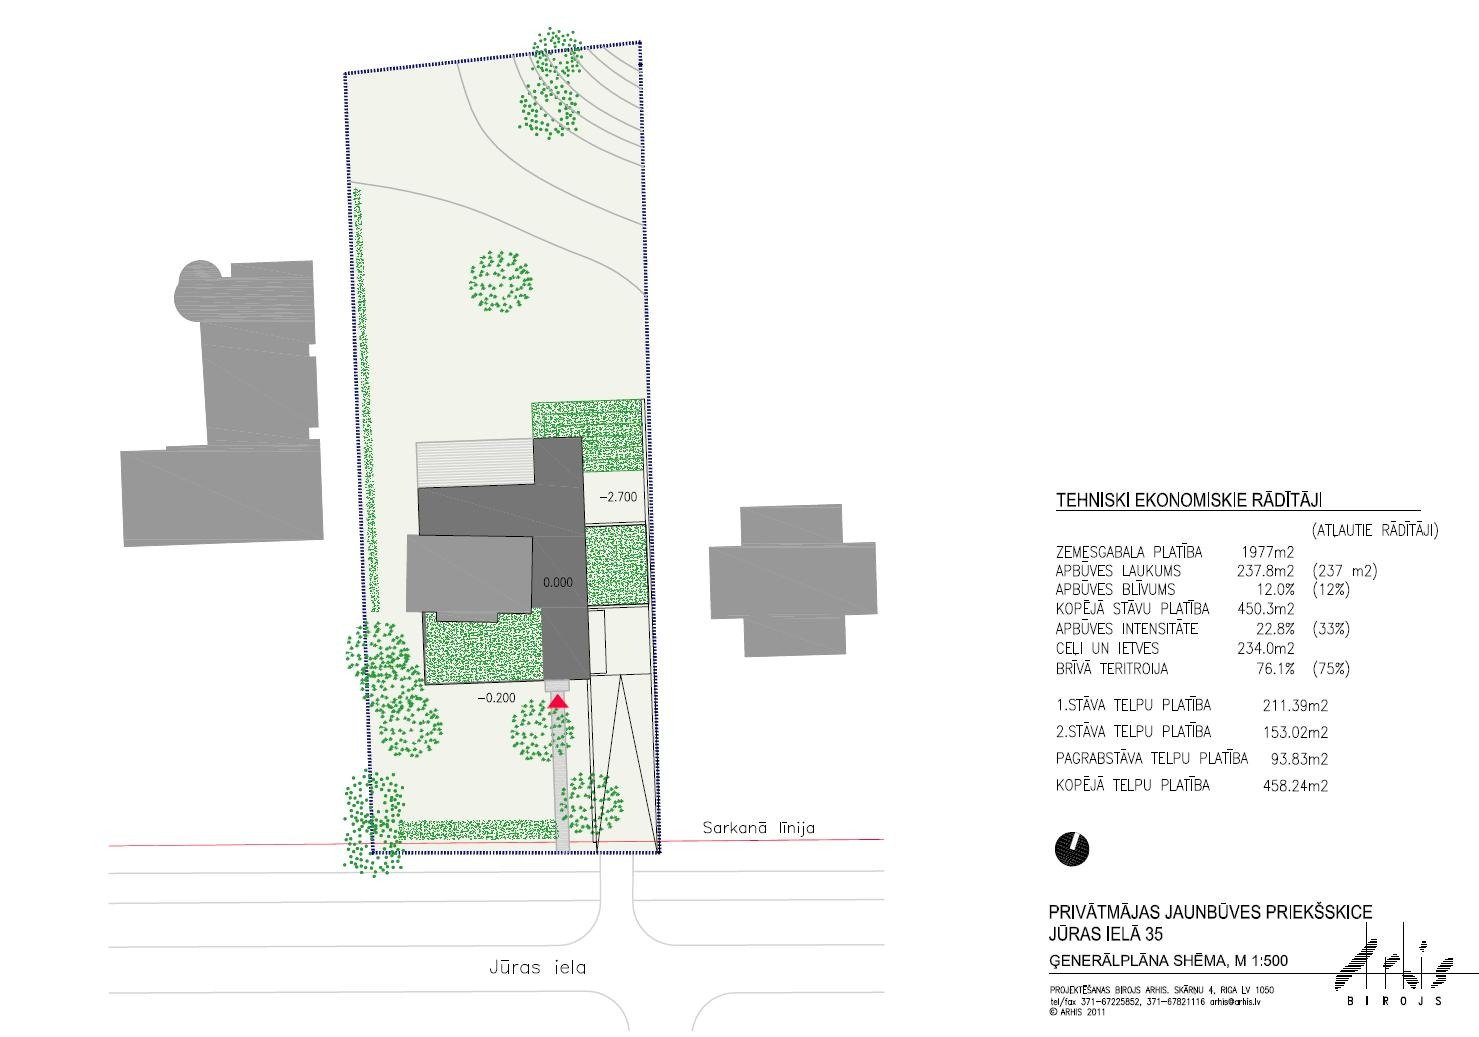 −2.700
0.000
−0.200
Sarkanā līnija
Jūras iela
TEHNISKI EKONOMISKIE RĀDĪTĀJI
(ATĻAUTIE RĀDĪTĀJI)
ZEMESGABALA PLATĪBA 1977m2
APBŪVES LAUKUMS 237.8m2 (237 m2)
APBŪVES BLĪVUMS 12.0% (12%)
KOPĒJĀ STĀVU PLATĪBA 450.3m2
APBŪVES INTENSITĀTE 22.8% (33%)
CEĻI UN IETVES 234.0m2
BRĪVĀ TERITROIJA 76.1% (75%)
1.STĀVA TELPU PLATĪBA 211.39m2
2.STĀVA TELPU PLATĪBA 153.02m2
PAGRABSTĀVA TELPU PLATĪBA 93.83m2
KOPĒJĀ TELPU PLATĪBA 458.24m2
PRIVĀTMĀJAS JAUNBŪVES PRIEKŠSKICE
JŪRAS IELĀ 35
ĢENERĀLPLĀNA SHĒMA, M 1:500
PROJEKTĒŠANAS BIROJS ARHIS. SKĀRŅU 4, RIGA LV 1050
tel/fax 371−67225852, 371−67821116 arhis@arhis.lv
© ARHIS 2011
Arhis
BIROJS